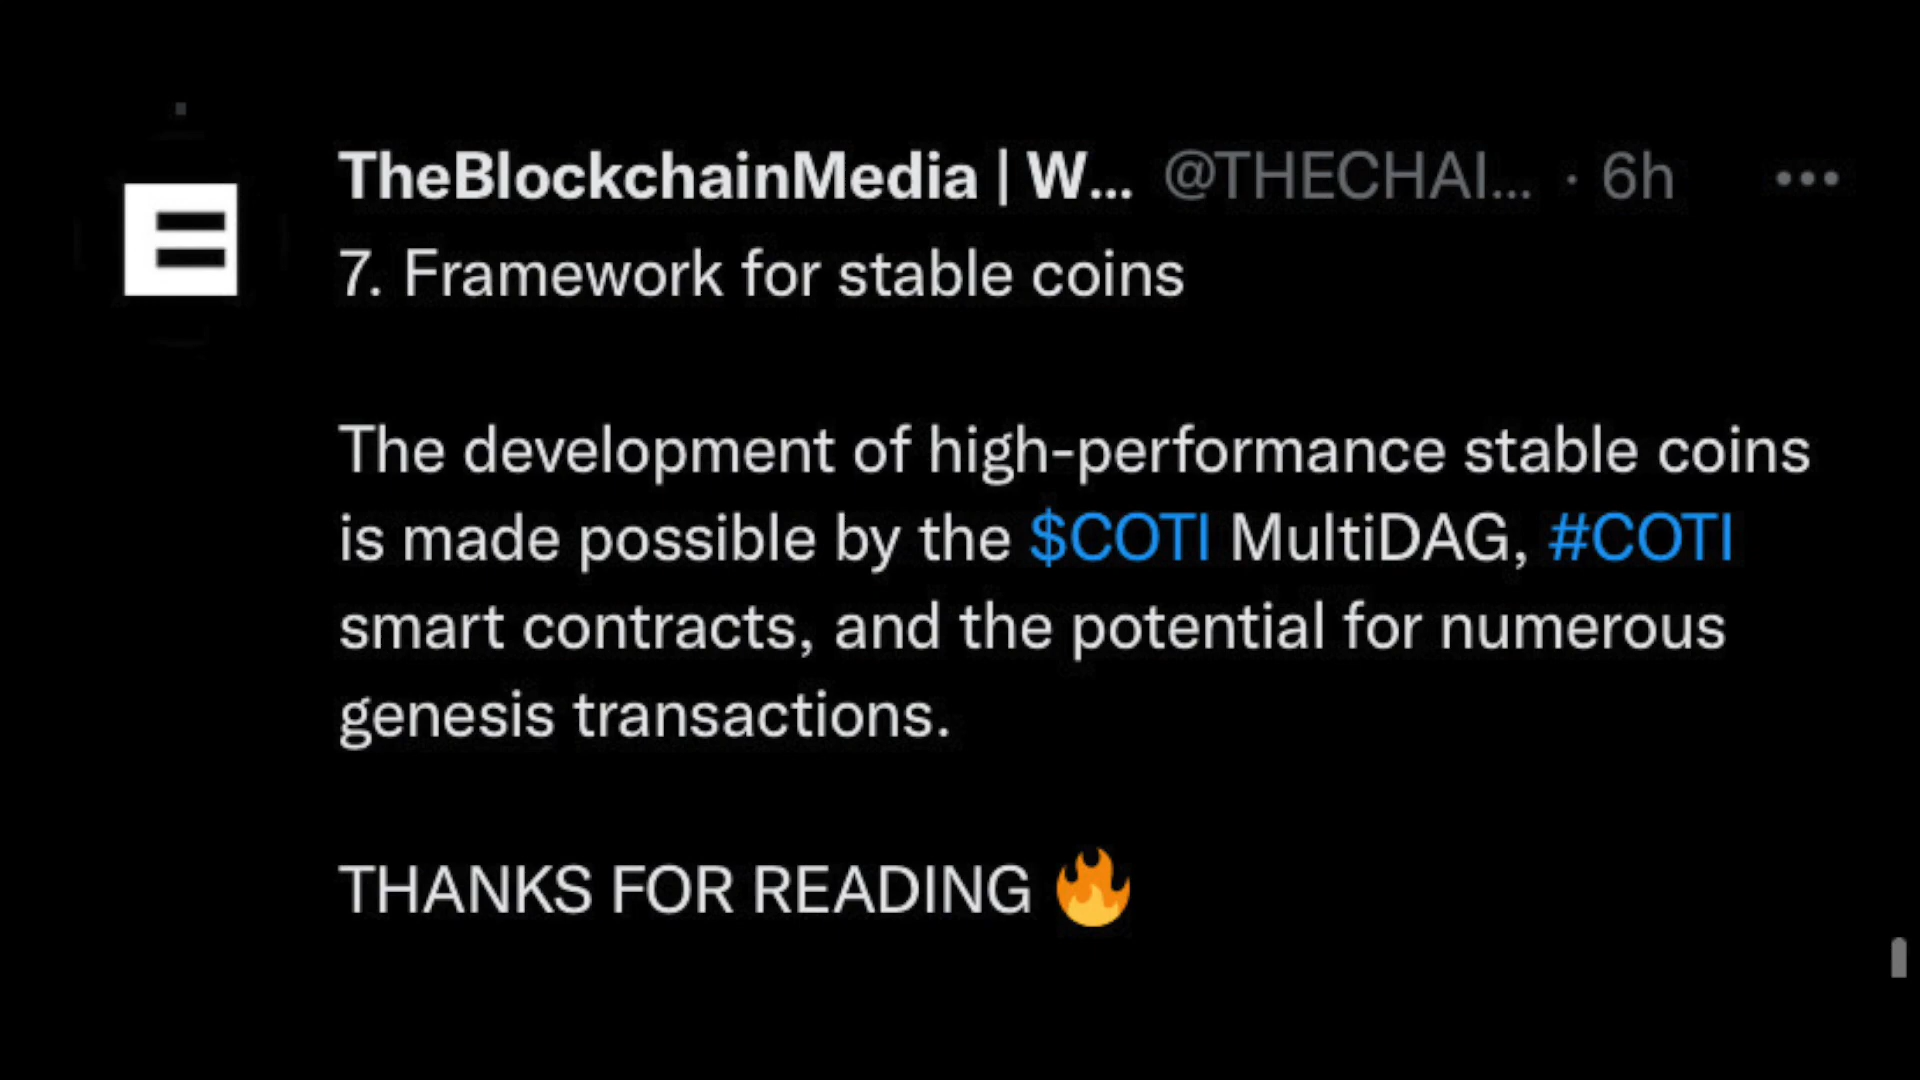 TheBlockchainMedia | W... @THECHAI... · 6h
7. Framework for stable coins
The development of high-performance stable coins
is made possible by the $COTI MultiDAG, #COTI
smart contracts, and the potential for numerous
genesis transactions.
THANKS FOR READING 🔥